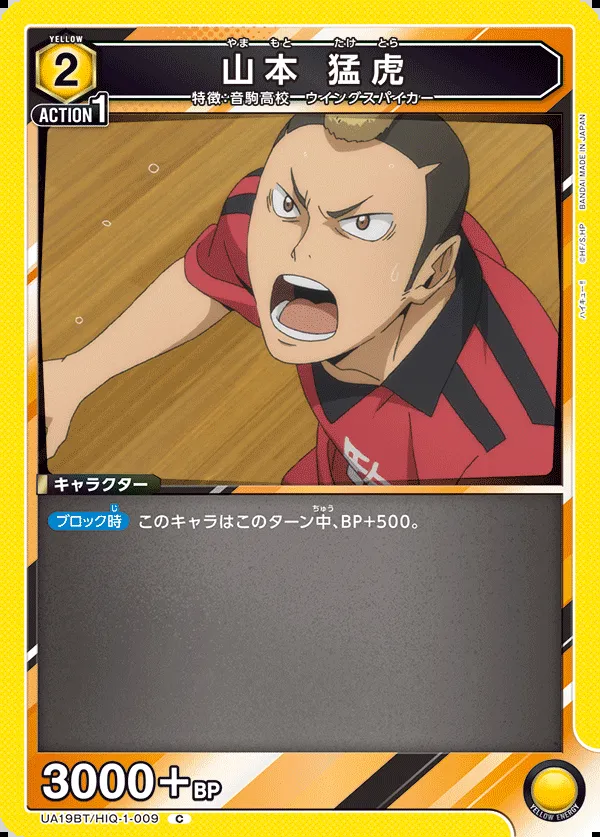 YELLOW
2
ACTION 1
やま もと たけ とら
山本 猛虎
特徴:音駒高校 ウイングスパイカー
キャラクター
じ ちゅう
ブロック時 このキャラはこのターン中、BP+500。
3000+BP
UA19BT/HIQ-1-009 C
YELLOW ENERGY
ハイキュー!! ©HF/S,HP BANDAI MADE IN JAPAN